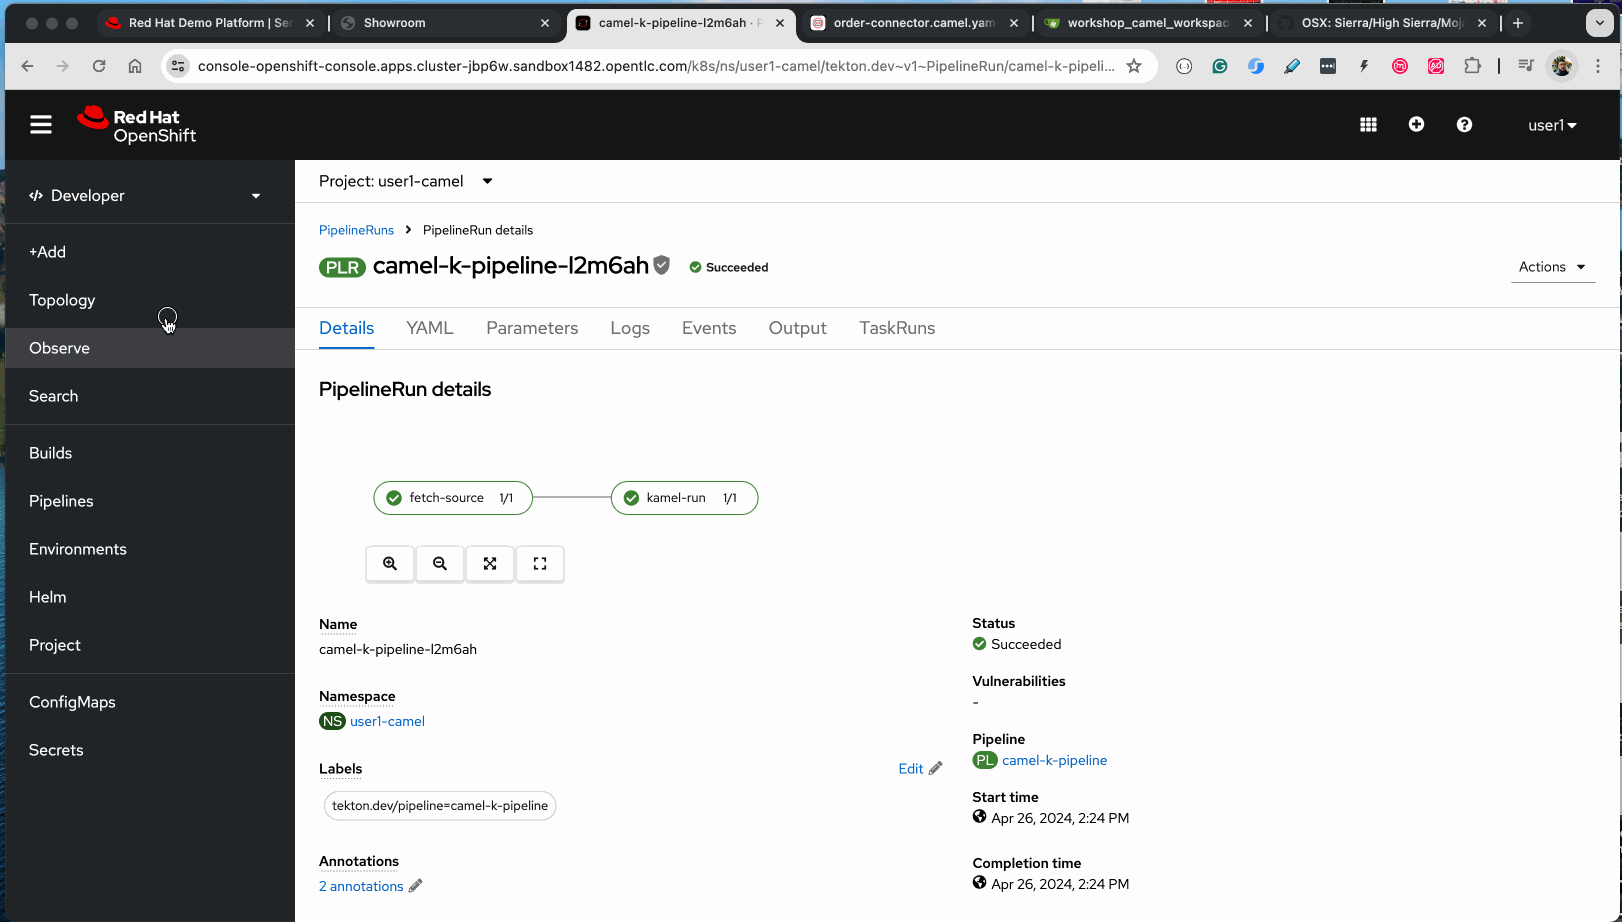 Red Hat Demo Platform | Ser
Showroom
camel-k-pipeline-l2m6ah · P
order-connector.camel.yam
workshop_camel_workspac
OSX: Sierra/High Sierra/Moj
console-openshift-console.apps.cluster-jbp6w.sandbox1482.opentlc.com/k8s/ns/user1-camel/tekton.dev~v1~PipelineRun/camel-k-pipeli...
Red Hat
OpenShift
user1
Developer
+Add
Topology
Observe
Search
Builds
Pipelines
Environments
Helm
Project
ConfigMaps
Secrets
Project: user1-camel
PipelineRuns > PipelineRun details
PLR camel-k-pipeline-l2m6ah Succeeded
Actions
Details YAML Parameters Logs Events Output TaskRuns
PipelineRun details
fetch-source 1/1 kamel-run 1/1
Name
camel-k-pipeline-l2m6ah
Namespace
NS user1-camel
Labels
Edit
tekton.dev/pipeline=camel-k-pipeline
Annotations
2 annotations
Status
Succeeded
Vulnerabilities
-
Pipeline
PL camel-k-pipeline
Start time
Apr 26, 2024, 2:24 PM
Completion time
Apr 26, 2024, 2:24 PM